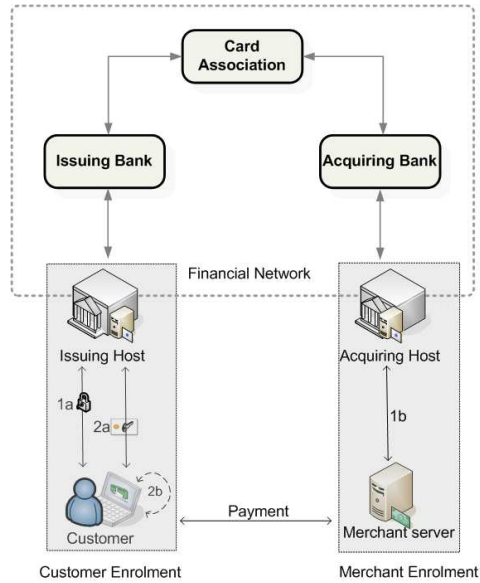 Card
Association
Issuing Bank
Acquiring Bank
Financial Network
Issuing Host
Acquiring Host
1a
2a
1b
2b
Payment
Customer
Merchant server
Customer Enrolment
Merchant Enrolment